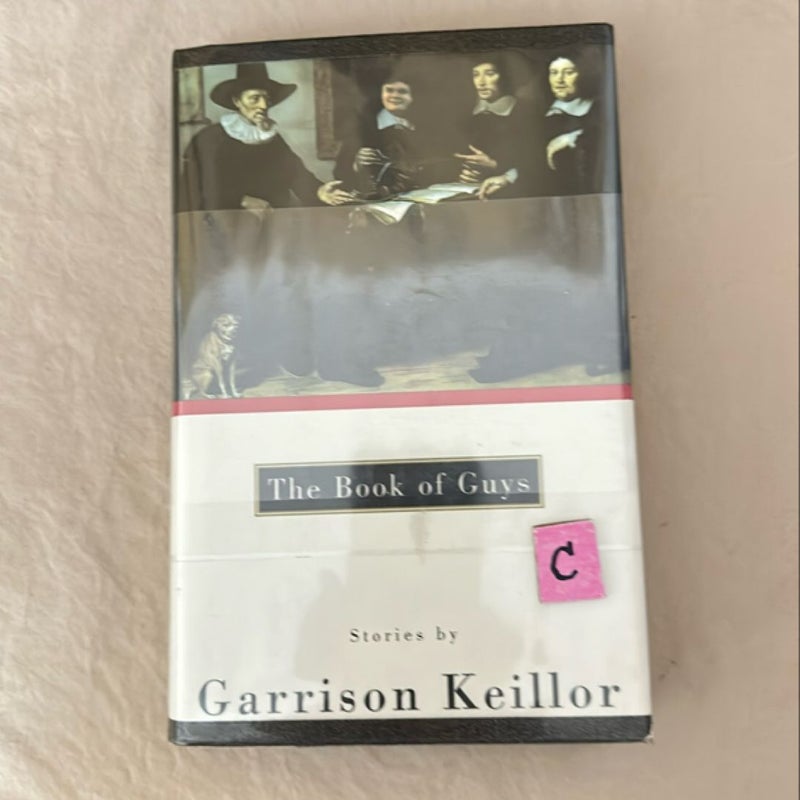 The Book of Guys
C
Stories by
Garrison Keillor